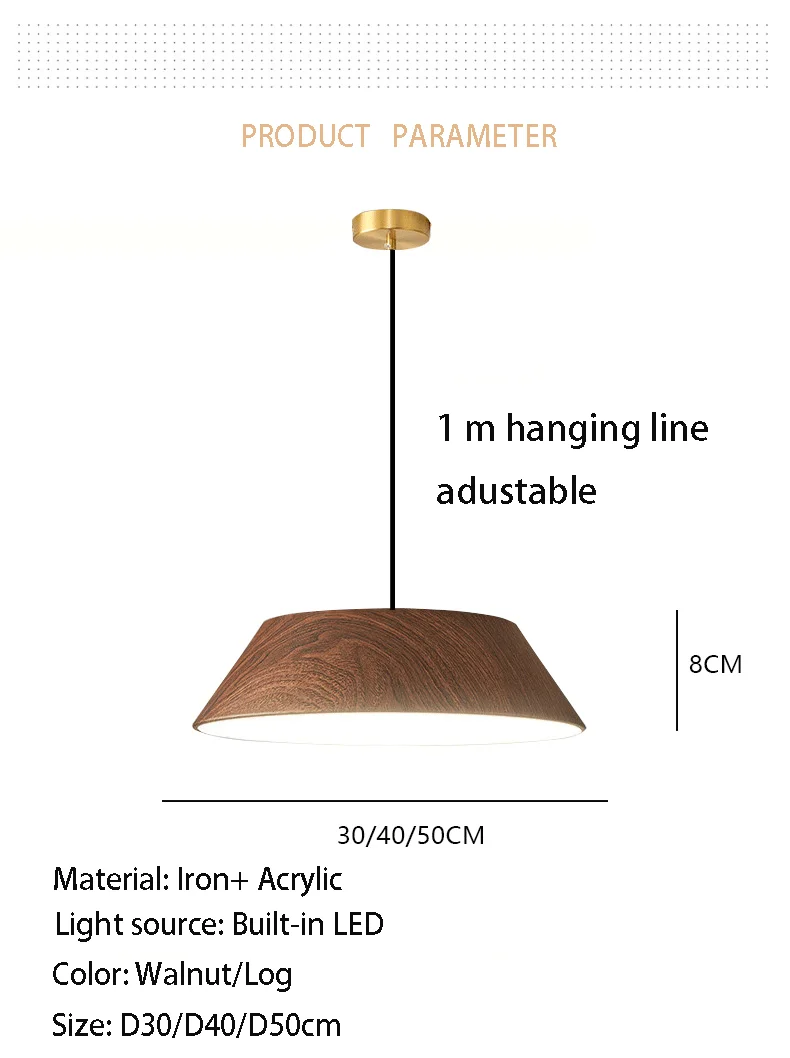 PRODUCT PARAMETER
1 m hanging line
adustable
8CM
30/40/50CM
Material: Iron+ Acrylic
Light source: Built-in LED
Color: Walnut/Log
Size: D30/D40/D50cm